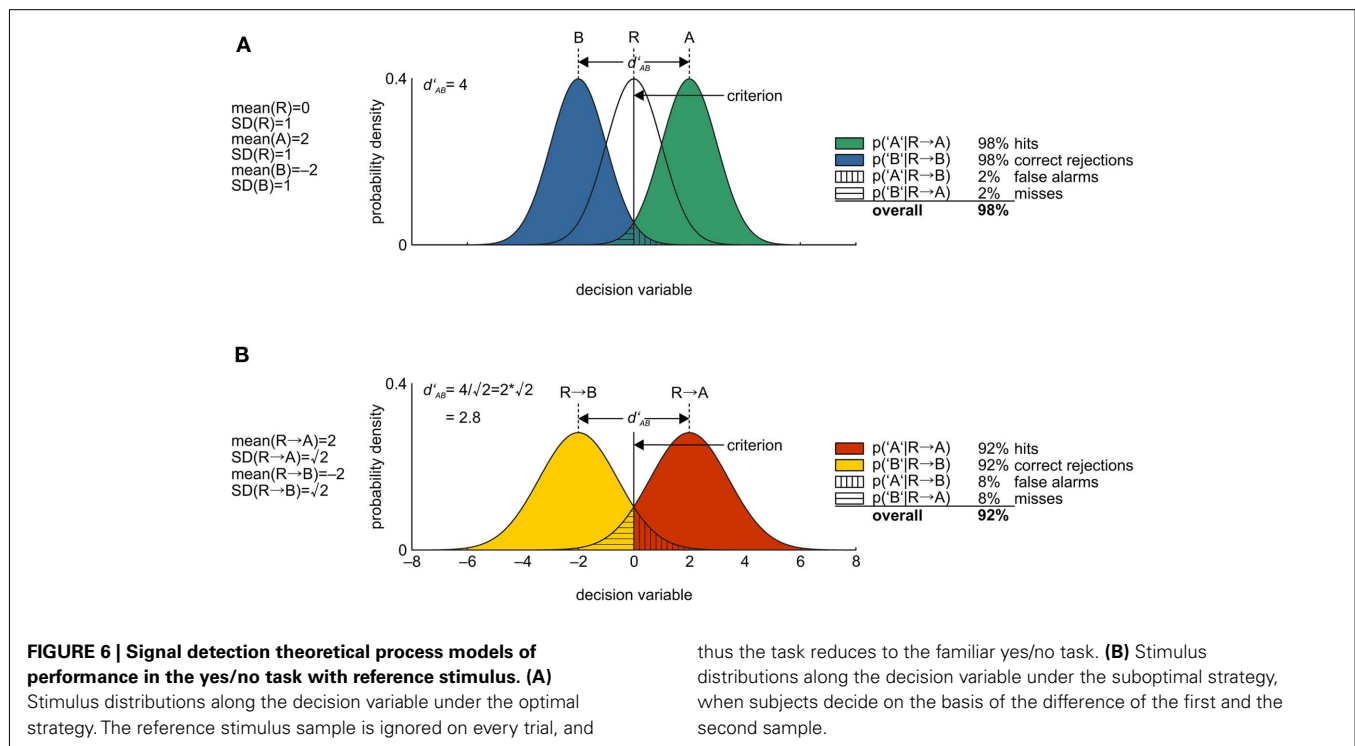 A
B R A
d'AB
0.4
d'AB= 4
criterion
mean(R)=0
SD(R)=1
mean(A)=2
SD(R)=1
mean(B)=–2
SD(B)=1
probability density
0
–6 –4 –2 0 2 4 6 8
decision variable
p(‘A‘|R→A) 98% hits
p(‘B‘|R→B) 98% correct rejections
p(‘A‘|R→B) 2% false alarms
p(‘B‘|R→A) 2% misses
overall 98%
B
0.4
d'AB= 4/√2=2*√2
= 2.8
R→B R→A
d'AB
criterion
mean(R→A)=2
SD(R→A)=√2
mean(R→B)=–2
SD(R→B)=√2
probability density
0
–8 –6 –4 –2 0 2 4 6 8
decision variable
p(‘A‘|R→A) 92% hits
p(‘B‘|R→B) 92% correct rejections
p(‘A‘|R→B) 8% false alarms
p(‘B‘|R→A) 8% misses
overall 92%
FIGURE 6 | Signal detection theoretical process models of
performance in the yes/no task with reference stimulus. (A)
Stimulus distributions along the decision variable under the optimal
strategy. The reference stimulus sample is ignored on every trial, and
thus the task reduces to the familiar yes/no task. (B) Stimulus
distributions along the decision variable under the suboptimal strategy,
when subjects decide on the basis of the difference of the first and the
second sample.